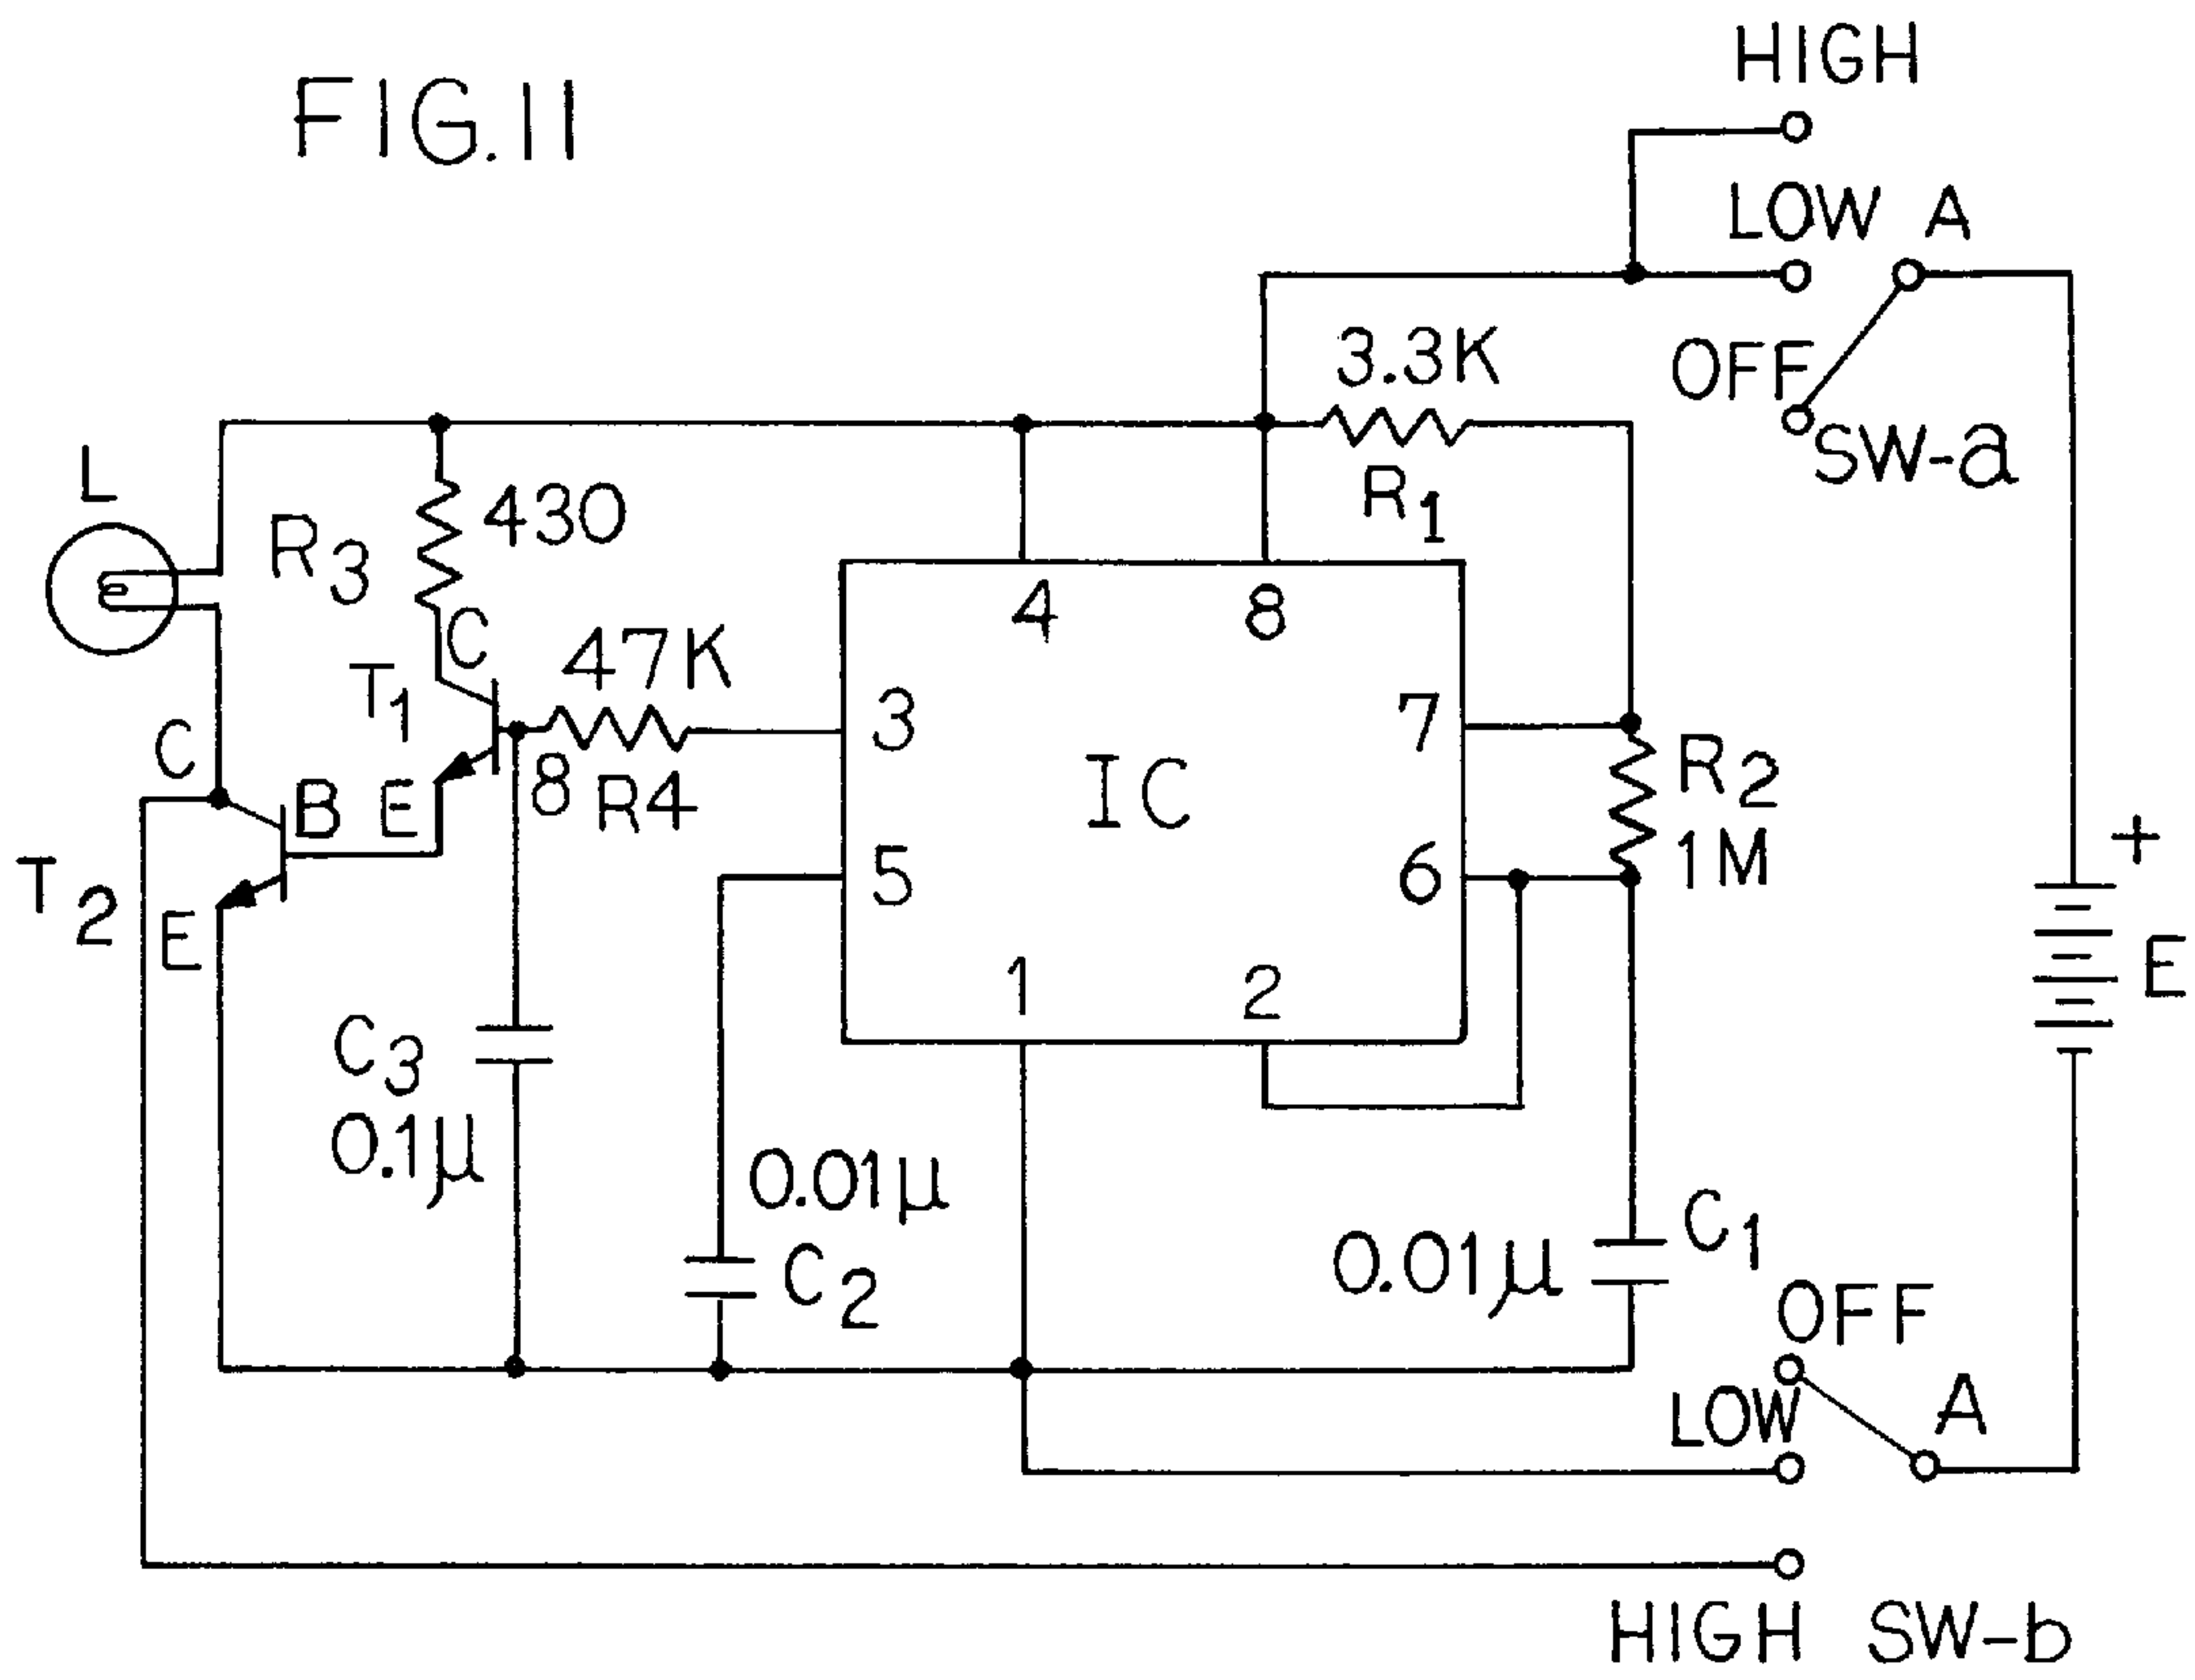 HIGH
FIG.11
LOW A
OFF
SW-a
3.3K
R1
L
R3
430
4
8
C
47K
T1
3
7
R2
C
B
E
8
R4
IC
1M
T2
E
5
6
+
E
1
2
C3
0.1μ
0.01μ
C2
C1
0.01μ
OFF
LOW
A
HIGH
SW-b